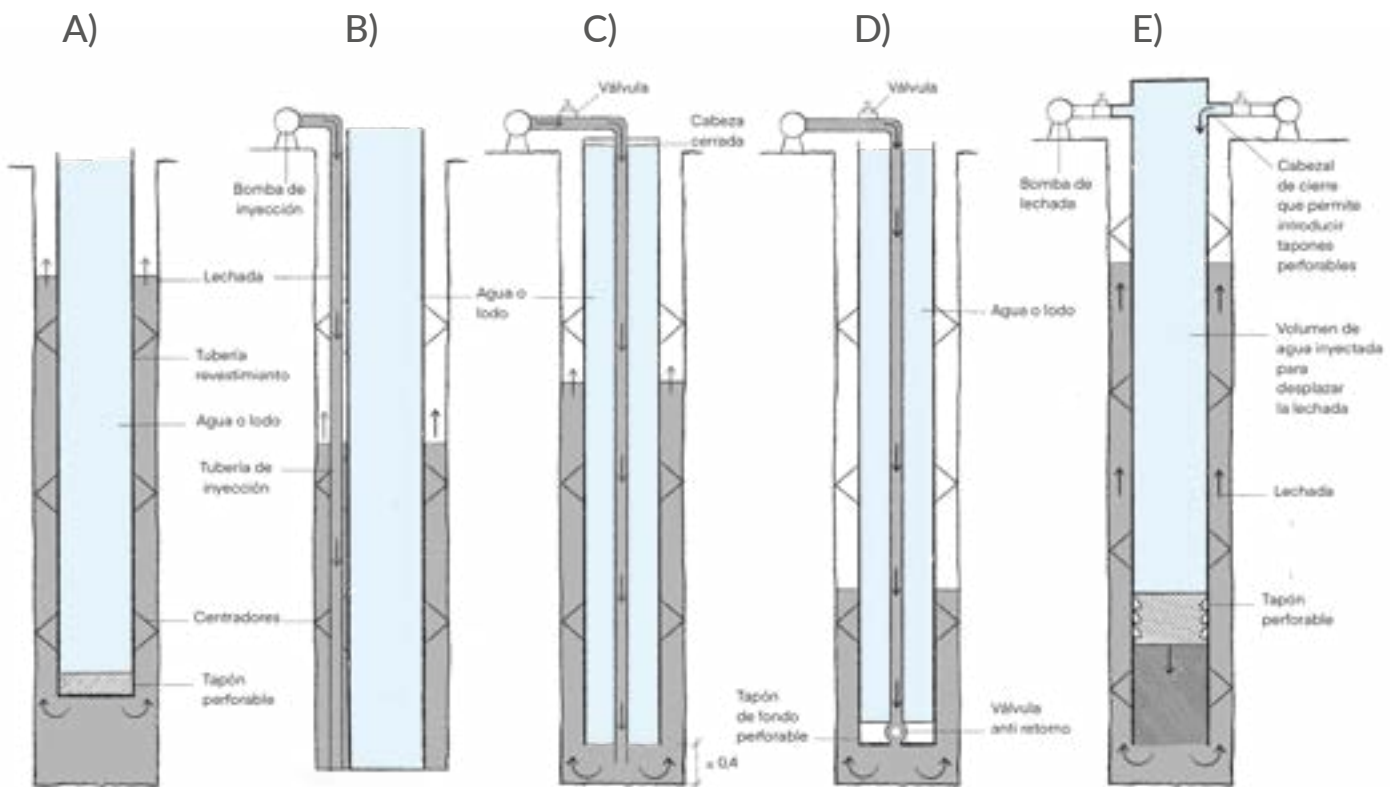 A)
B)
C)
D)
E)
Válvula
Válvula
Cabeza
cerrada
Bomba de
inyección
Bomba de
lechada
Cabezal
de cierre
que permite
introducir
tapones
perforables
Lechada
Agua o
lodo
Agua o lodo
Volumen de
agua inyectada
para
desplazar
la lechada
Tubería
revestimiento
Agua o lodo
Tubería de
inyección
Lechada
Centradores
Tapón
perforable
Tapón
perforable
Tapón
de fondo
perforable
Válvula
anti retorno
≈ 0,4